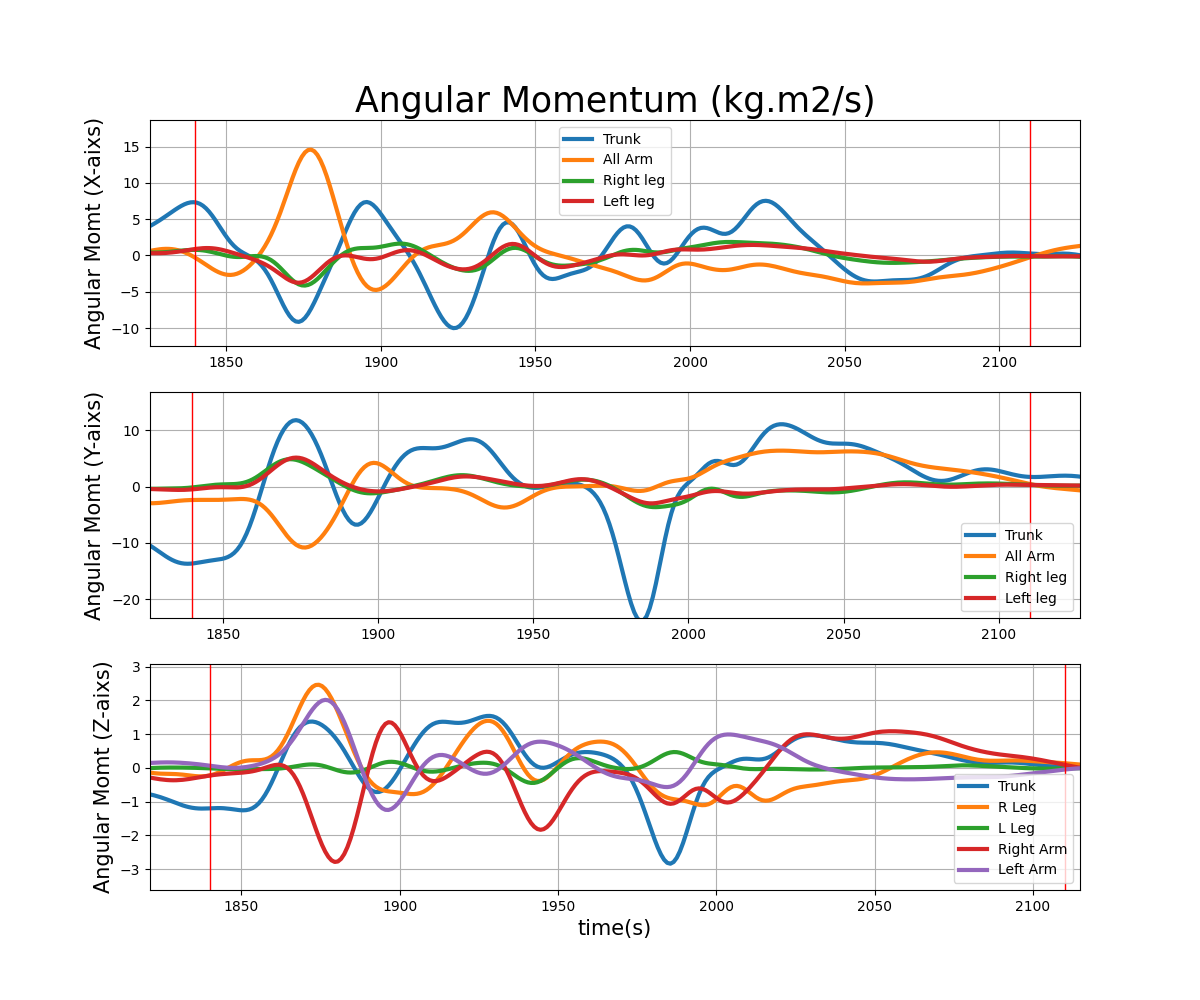 Angular Momentum (kg.m2/s)
Angular Momt (X-aixs)
15
10
5
0
−5
−10
Trunk
All Arm
Right leg
Left leg
1850
1900
1950
2000
2050
2100
Angular Momt (Y-aixs)
10
0
−10
−20
Trunk
All Arm
Right leg
Left leg
1850
1900
1950
2000
2050
2100
Angular Momt (Z-aixs)
3
2
1
0
−1
−2
−3
Trunk
R Leg
L Leg
Right Arm
Left Arm
1850
1900
1950
2000
2050
2100
time(s)